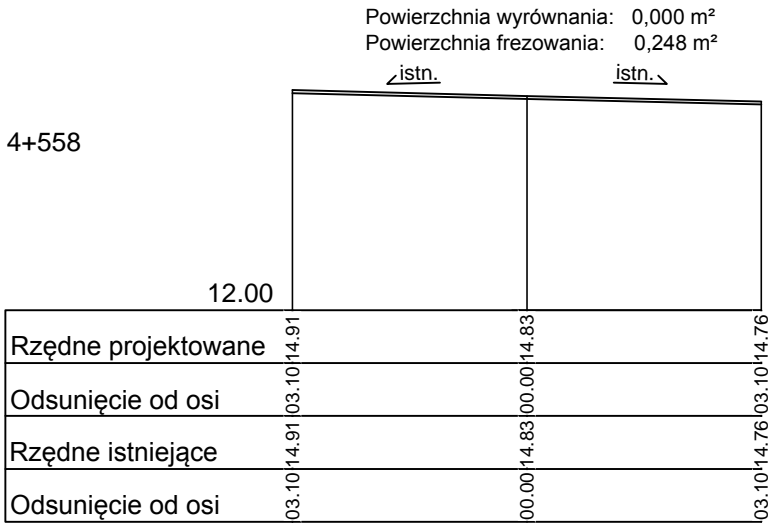 Powierzchnia wyrównania: 0,000 m²
Powierzchnia frezowania: 0,248 m²
istn. istn.
4+558
12.00
Rzędne projektowane 14.91 14.83 14.76
Odsunięcie od osi 03.10 00.00 03.10
Rzędne istniejące 14.91 14.83 14.76
Odsunięcie od osi 03.10 00.00 03.10